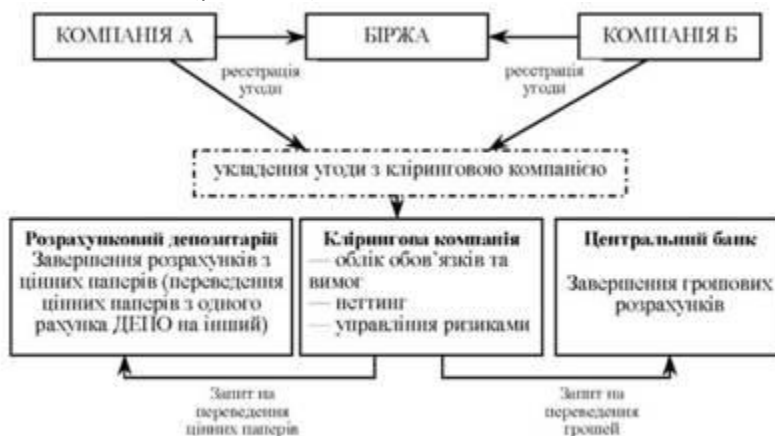 КОМПАНІЯ А
БІРЖА
КОМПАНІЯ Б
реєстрація
угоди
реєстрація
угоди
укладення угоди з кліринговою компанією
Розрахунковий депозитарій
Завершення розрахунків з
цінних паперів (переведення
цінних паперів з одного
рахунка ДЕПО на інший)
Клірингова компанія
— облік обов’язків та
вимог
— неттинг
— управління ризиками
Центральний банк
Завершення грошових
розрахунків
Запит на
переведення
цінних паперів
Запит на
переведення
грошей